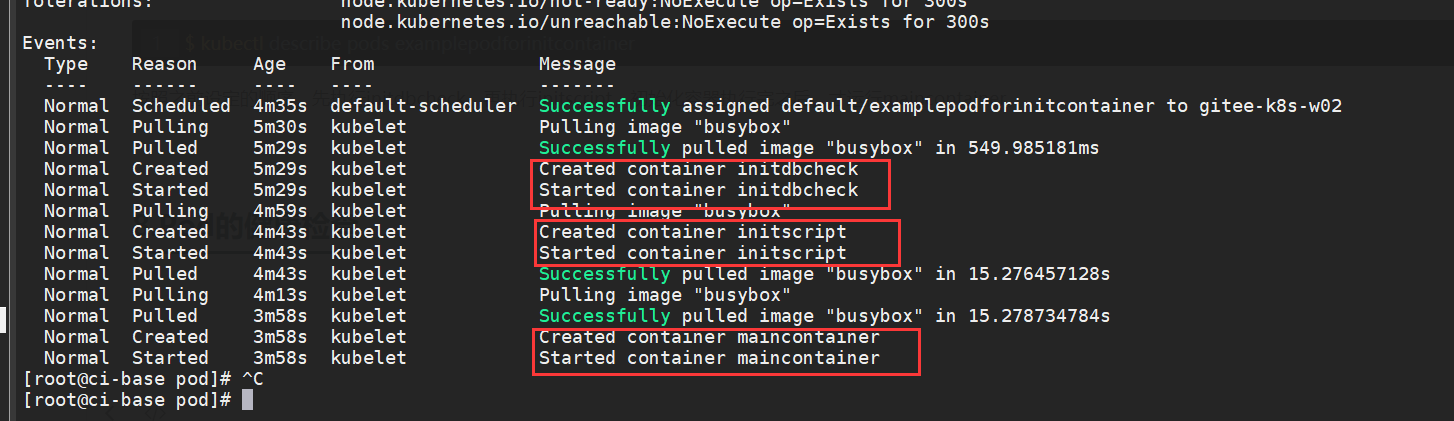 Tolerations:                 node.kubernetes.io/not-ready:NoExecute op=Exists for 300s
                             node.kubernetes.io/unreachable:NoExecute op=Exists for 300s
$ kubectl describe pods examplepodforinitcontainer
Events:
  Type    Reason     Age    From               Message
  ----    ------     ----   ----               -------
  Normal  Scheduled  4m35s  default-scheduler  Successfully assigned default/examplepodforinitcontainer to gitee-k8s-w02
  Normal  Pulling    5m30s  kubelet            Pulling image "busybox"
  Normal  Pulled     5m29s  kubelet            Successfully pulled image "busybox" in 549.985181ms
  Normal  Created    5m29s  kubelet            Created container initdbcheck
  Normal  Started    5m29s  kubelet            Started container initdbcheck
  Normal  Pulling    4m59s  kubelet            Pulling image "busybox"
  Normal  Created    4m43s  kubelet            Created container initscript
  Normal  Started    4m43s  kubelet            Started container initscript
  Normal  Pulled     4m43s  kubelet            Successfully pulled image "busybox" in 15.276457128s
  Normal  Pulling    4m13s  kubelet            Pulling image "busybox"
  Normal  Pulled     3m58s  kubelet            Successfully pulled image "busybox" in 15.278734784s
  Normal  Created    3m58s  kubelet            Created container maincontainer
  Normal  Started    3m58s  kubelet            Started container maincontainer
[root@ci-base pod]# ^C
[root@ci-base pod]#